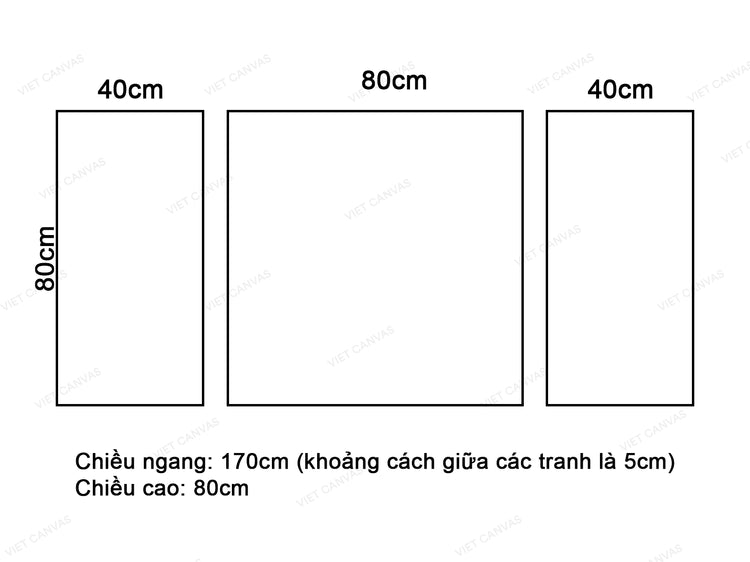 40cm
80cm
40cm
80cm
Chiều ngang: 170cm (khoảng cách giữa các tranh là 5cm)
Chiều cao: 80cm
VIET CANVAS